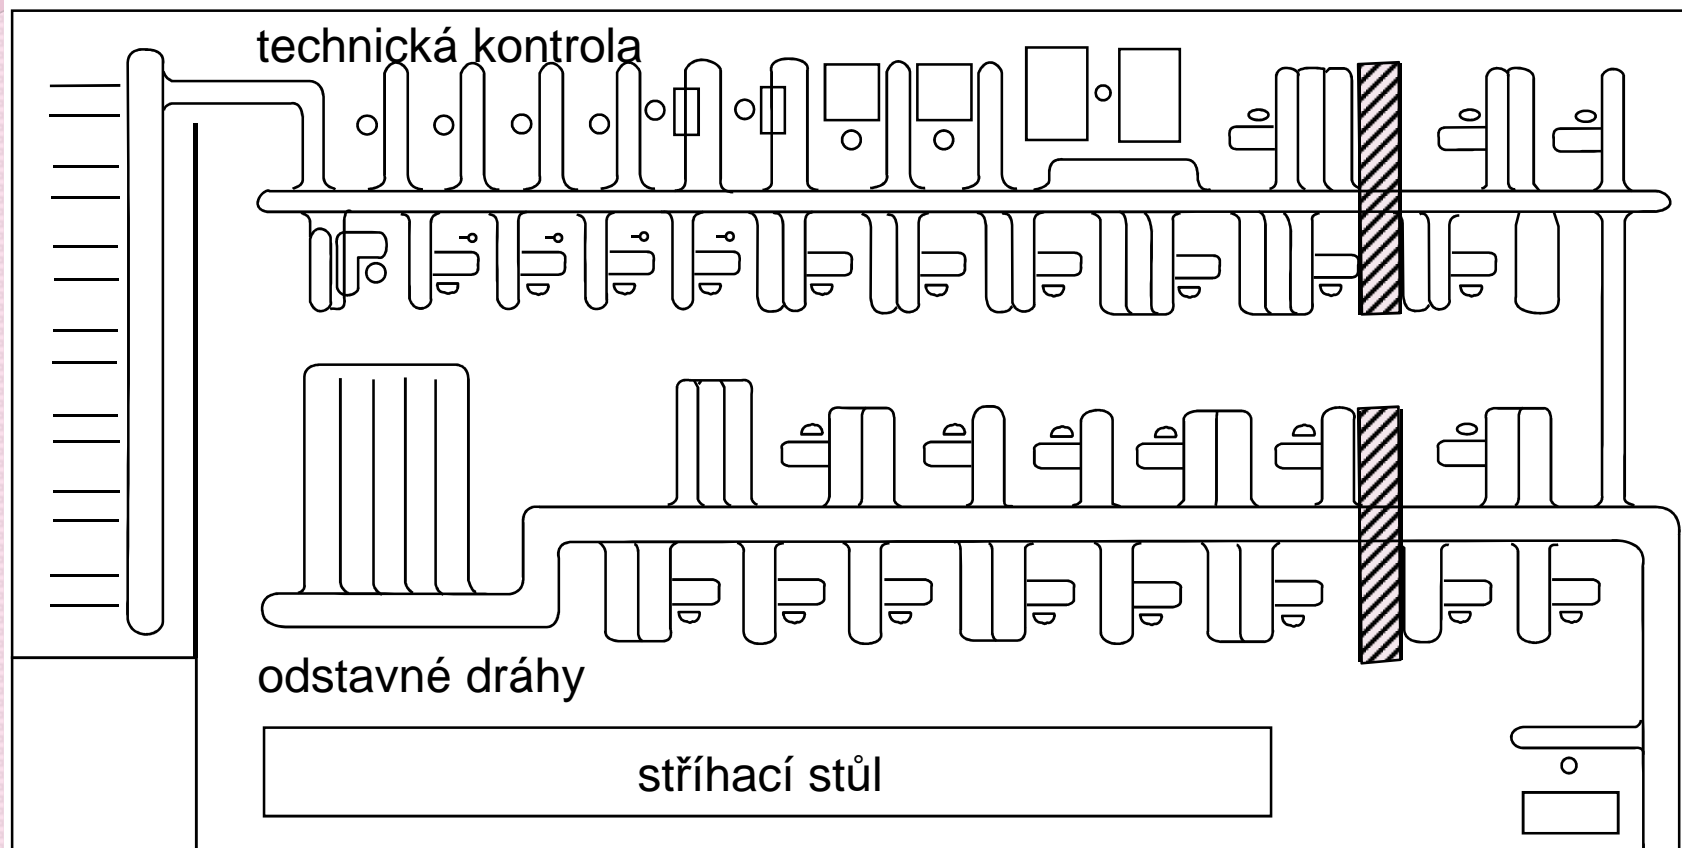 technická kontrola
odstavné dráhy
stříhací stůl